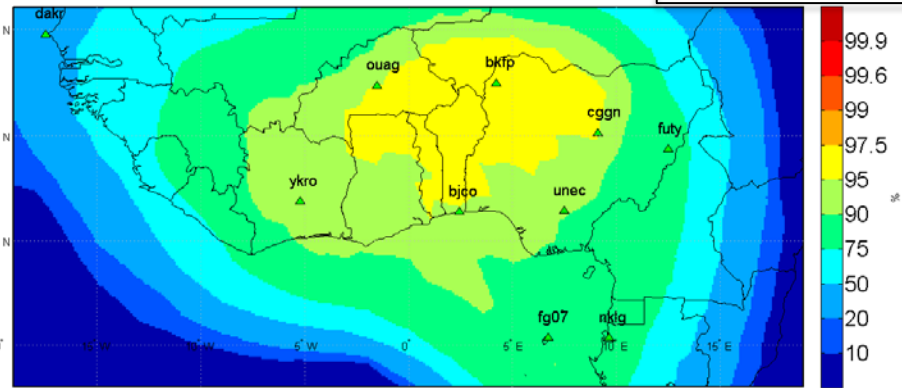 dakr
N
ouag
bkfp
cggn
N
futy
ykro
bjco
unec
N
fg07
nklg
5 W
0
5 E
10 E
15 E
99.9
99.6
99
97.5
95
90
75
50
20
10
%